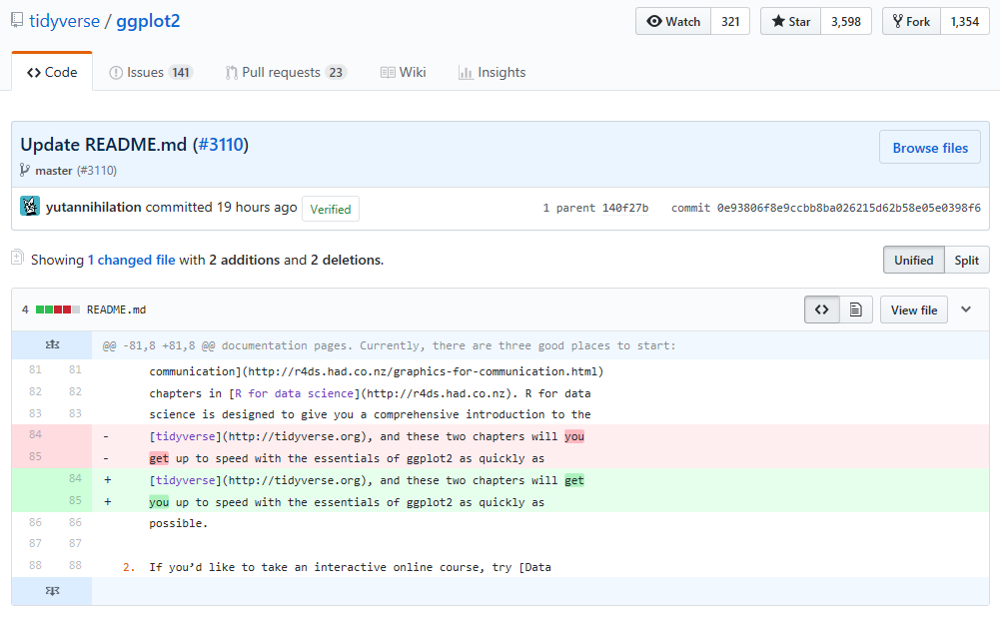 tidyverse / ggplot2 Watch 321 Star 3,598 Fork 1,354
Code Issues 141 Pull requests 23 Wiki Insights
Update README.md (#3110) Browse files
master (#3110)
yutannihilation committed 19 hours ago Verified 1 parent 140f27b commit 0e93806f8e9ccbb8ba026215d62b58e05e0398f6
Showing 1 changed file with 2 additions and 2 deletions. Unified Split
4 README.md View file
@@ -81,8 +81,8 @@ documentation pages. Currently, there are three good places to start:
81 81 communication](http://r4ds.had.co.nz/graphics-for-communication.html)
82 82 chapters in [R for data science](http://r4ds.had.co.nz). R for data
83 83 science is designed to give you a comprehensive introduction to the
84 - [tidyverse](http://tidyverse.org), and these two chapters will you
85 - get up to speed with the essentials of ggplot2 as quickly as
84 + [tidyverse](http://tidyverse.org), and these two chapters will get
85 + you up to speed with the essentials of ggplot2 as quickly as
86 86 possible.
87 87
88 88 2. If you’d like to take an interactive online course, try [Data